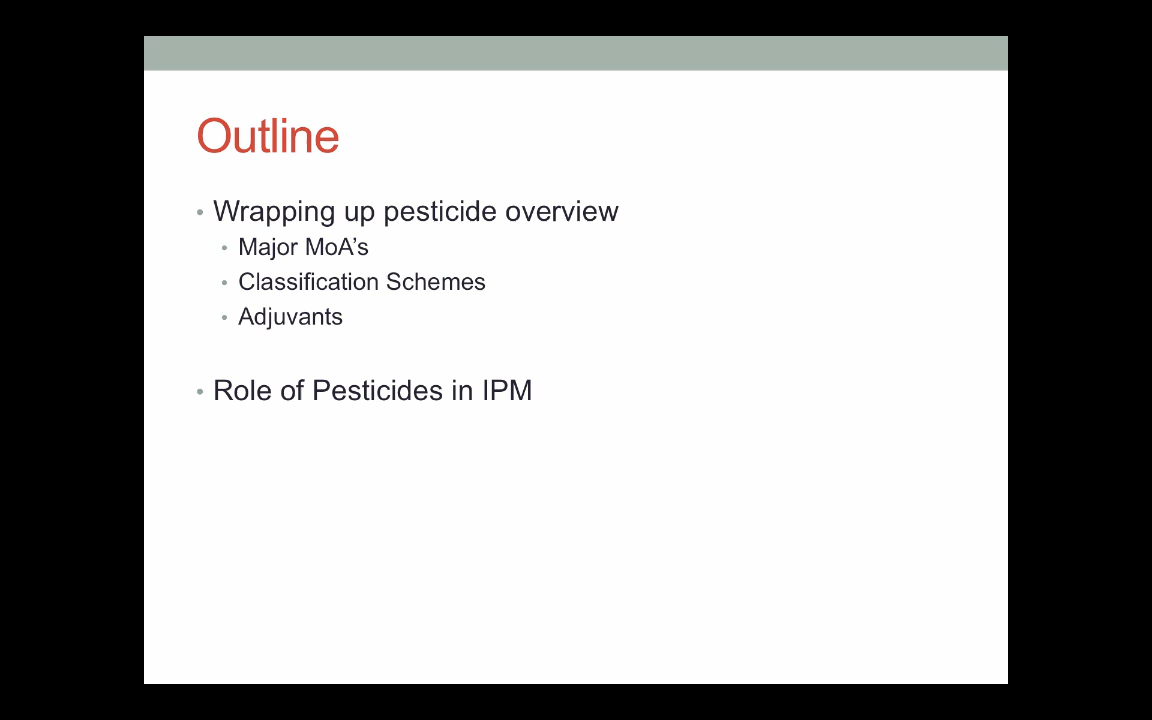 Outline
• Wrapping up pesticide overview
• Major MoA’s
• Classification Schemes
• Adjuvants
• Role of Pesticides in IPM